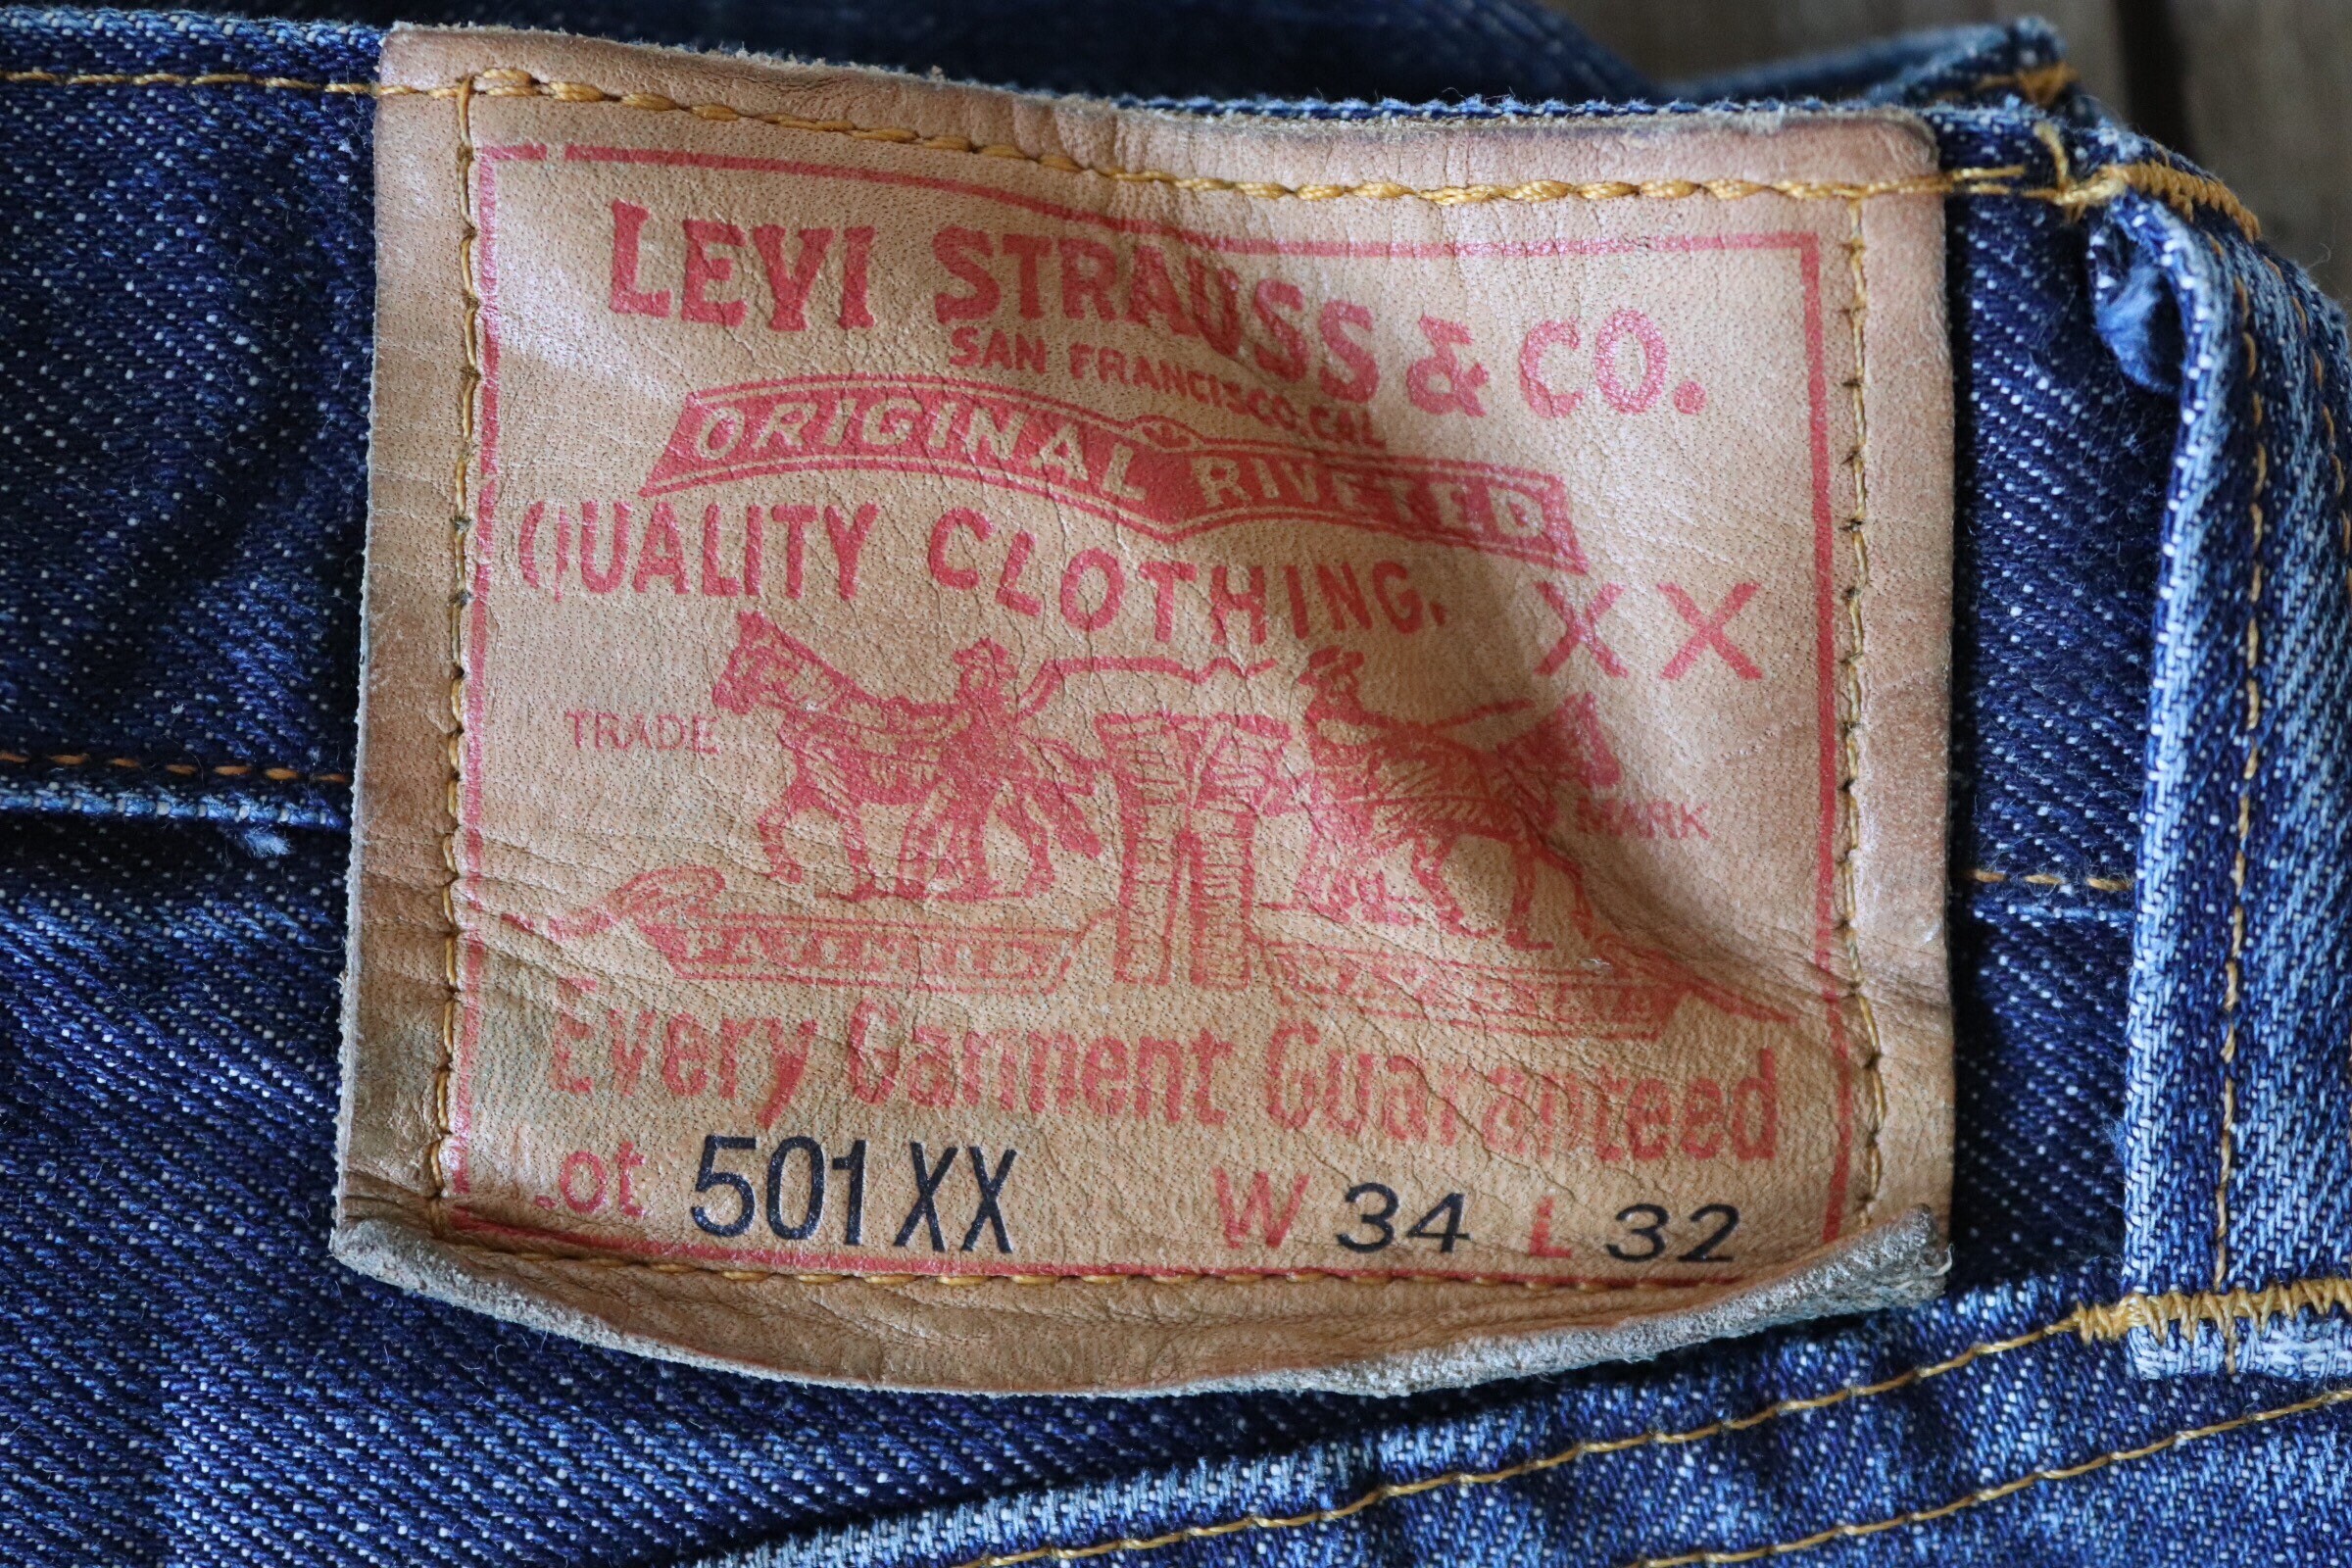 LEVI STRAUSS & CO.
SAN FRANCISCO, CAL
ORIGINAL RIVETED
QUALITY CLOTHING. XX
TRADE MARK
Every Garment Guaranteed
Lot 501XX W 34 L 32